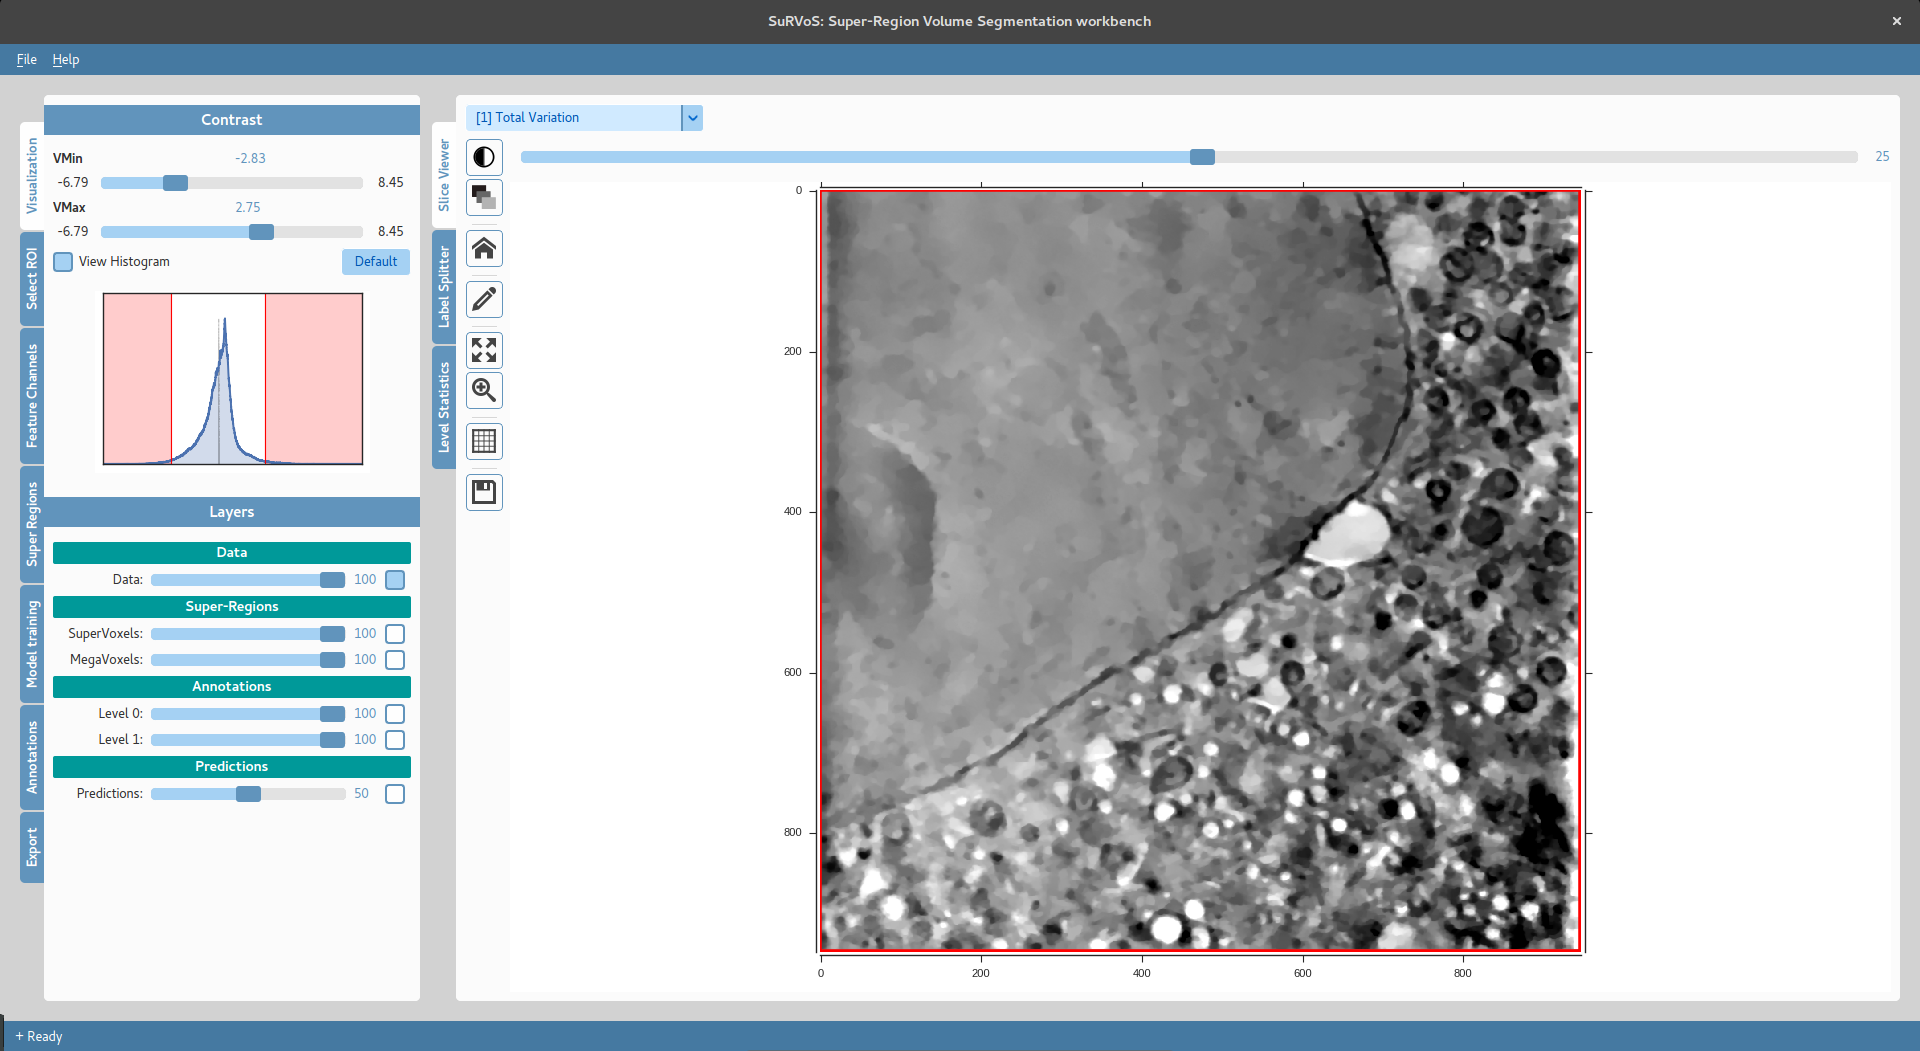 SuRVoS: Super-Region Volume Segmentation workbench
×
File Help
Visualization
Select ROI
Feature Channels
Super Regions
Model training
Annotations
Export
Contrast
VMin -2.83
-6.79 8.45
VMax 2.75
-6.79 8.45
View Histogram Default
Layers
Data
Data: 100
Super-Regions
SuperVoxels: 100
MegaVoxels: 100
Annotations
Level 0: 100
Level 1: 100
Predictions
Predictions: 50
Slice Viewer
Label Splitter
Level Statistics
[1] Total Variation
25
0
200
400
600
800
0 200 400 600 800
+ Ready